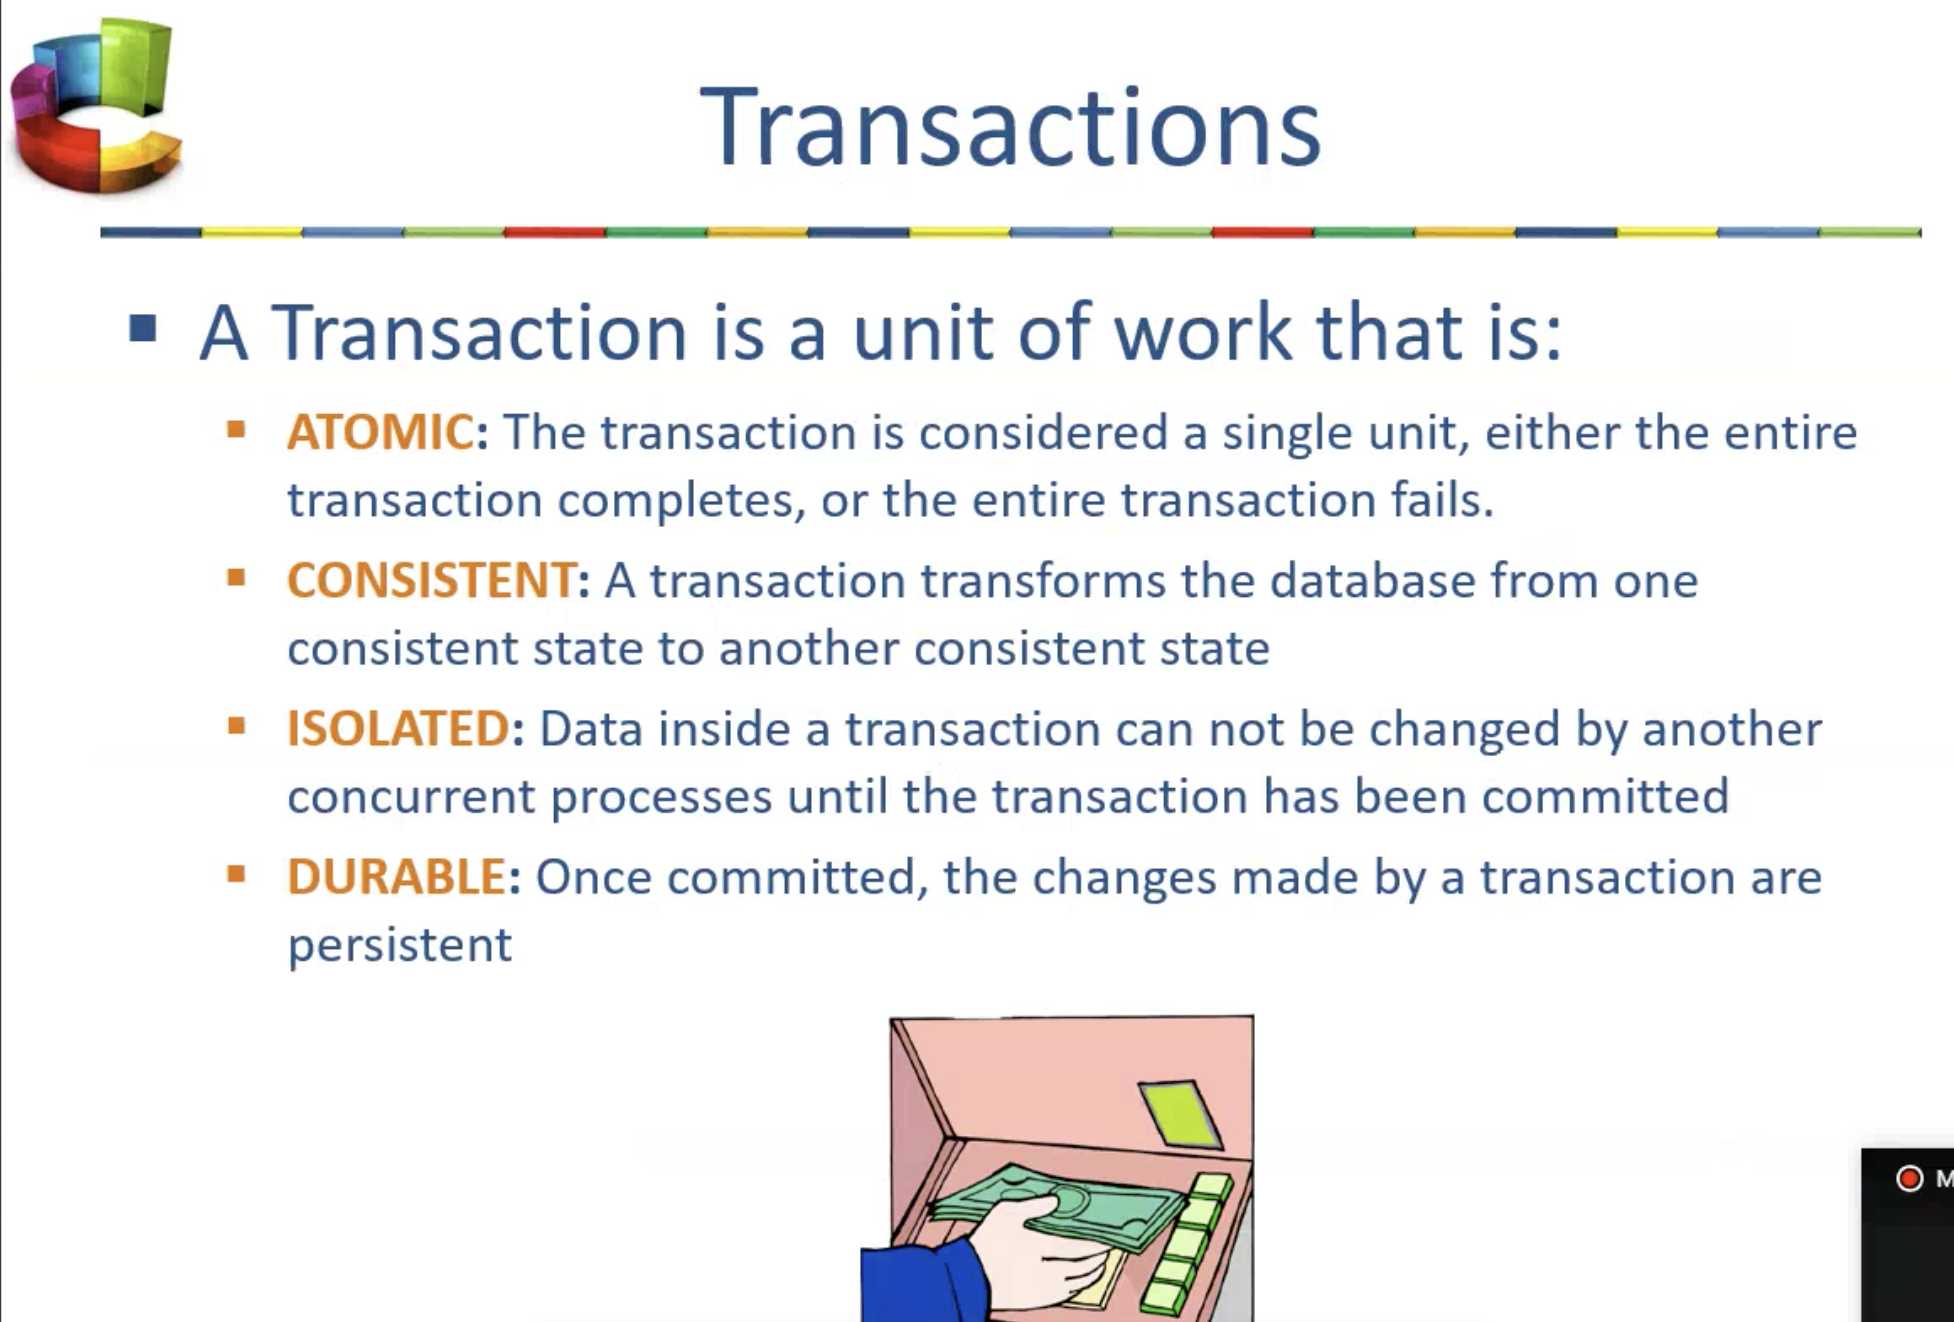 Transactions
A Transaction is a unit of work that is:
ATOMIC: The transaction is considered a single unit, either the entire
transaction completes, or the entire transaction fails.
CONSISTENT: A transaction transforms the database from one
consistent state to another consistent state
ISOLATED: Data inside a transaction can not be changed by another
concurrent processes until the transaction has been committed
DURABLE: Once committed, the changes made by a transaction are
persistent